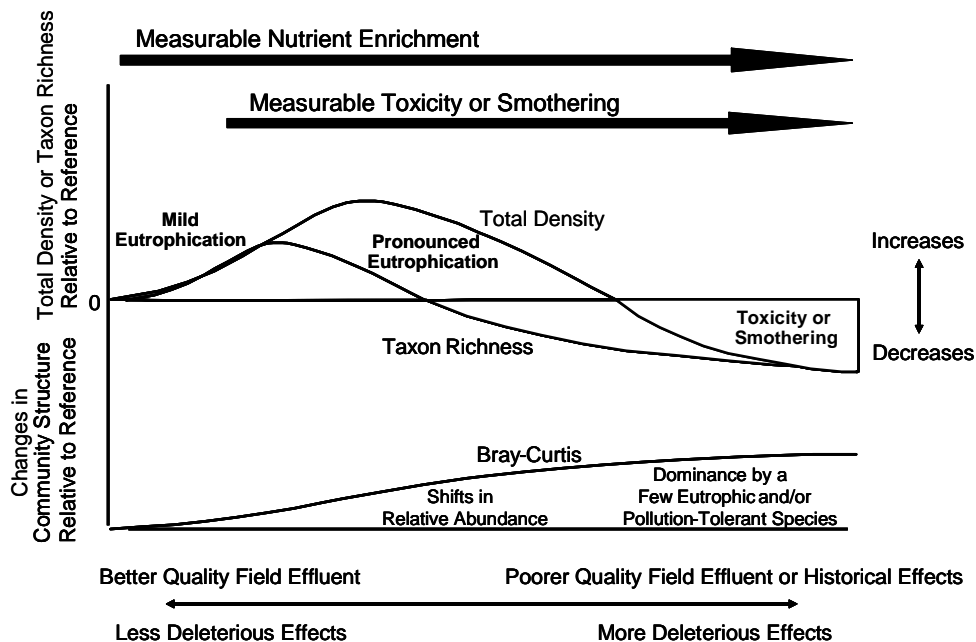 Measurable Nutrient Enrichment
Measurable Toxicity or Smothering
Total Density or Taxon Richness
Relative to Reference
Mild
Eutrophication
Total Density
Pronounced
Eutrophication
Increases
0
Toxicity or
Smothering
Taxon Richness
Decreases
Changes in
Community Structure
Relative to Reference
Bray-Curtis
Shifts in
Relative Abundance
Dominance by a
Few Eutrophic and/or
Pollution-Tolerant Species
Better Quality Field Effluent
Poorer Quality Field Effluent or Historical Effects
Less Deleterious Effects
More Deleterious Effects